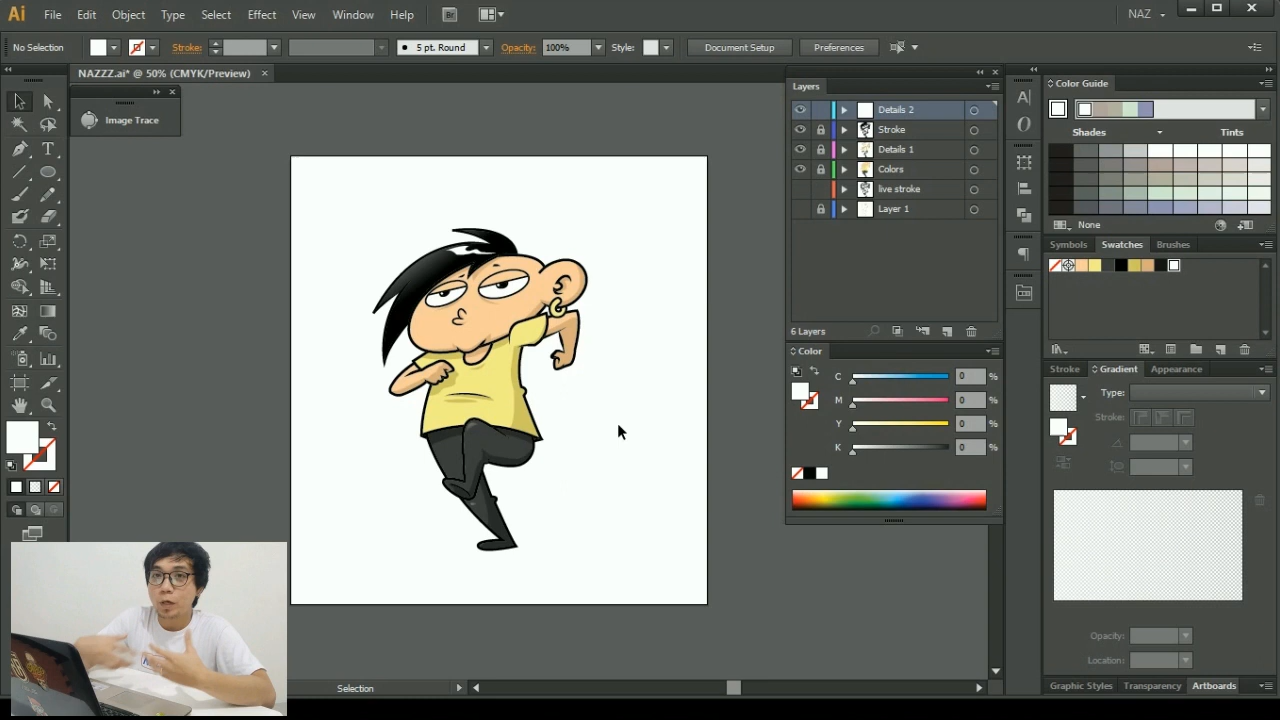 Ai File Edit Object Type Select Effect View Window Help Br NAZ
No Selection Stroke: 5 pt. Round Opacity: 100% Style: Document Setup Preferences
NAZZZ.ai* @ 50% (CMYK/Preview) ×
Image Trace
Layers
Details 2
Stroke
Details 1
Colors
live stroke
Layer 1
6 Layers
Color
C 0 %
M 0 %
Y 0 %
K 0 %
Color Guide
Shades Tints
None
Symbols Swatches Brushes
Stroke Gradient Appearance
Type:
Stroke:
Opacity:
Location:
Graphic Styles Transparency Artboards
Selection